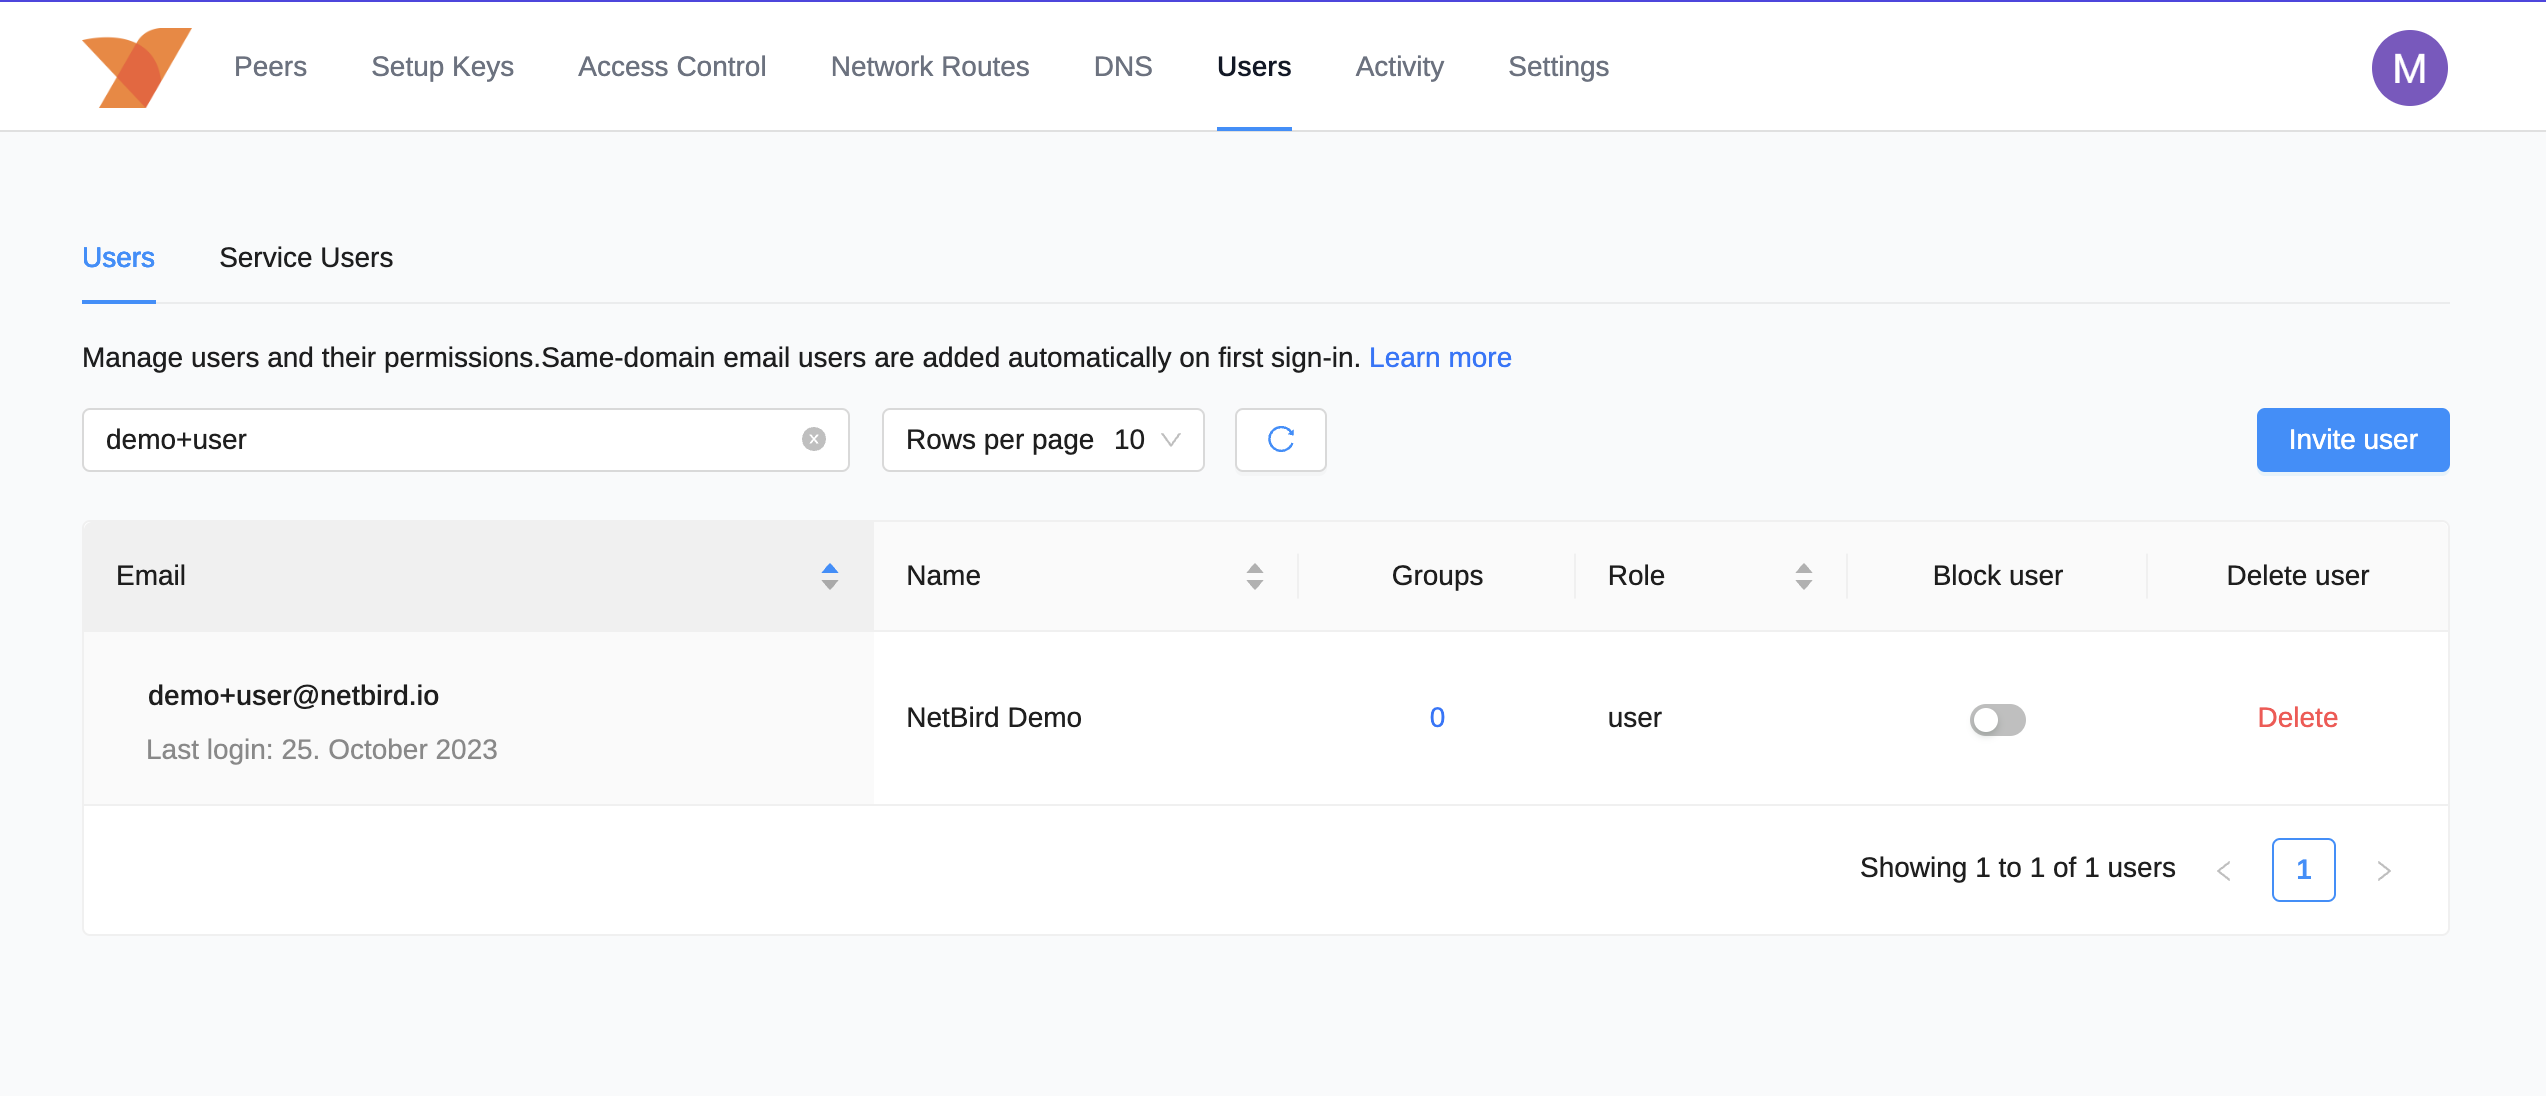 Peers Setup Keys Access Control Network Routes DNS Users Activity Settings M
Users Service Users
Manage users and their permissions.Same-domain email users are added automatically on first sign-in. Learn more
demo+user Rows per page 10 Invite user
Email Name Groups Role Block user Delete user
demo+user@netbird.io
NetBird Demo 0 user Delete
Last login: 25. October 2023
Showing 1 to 1 of 1 users < 1 >